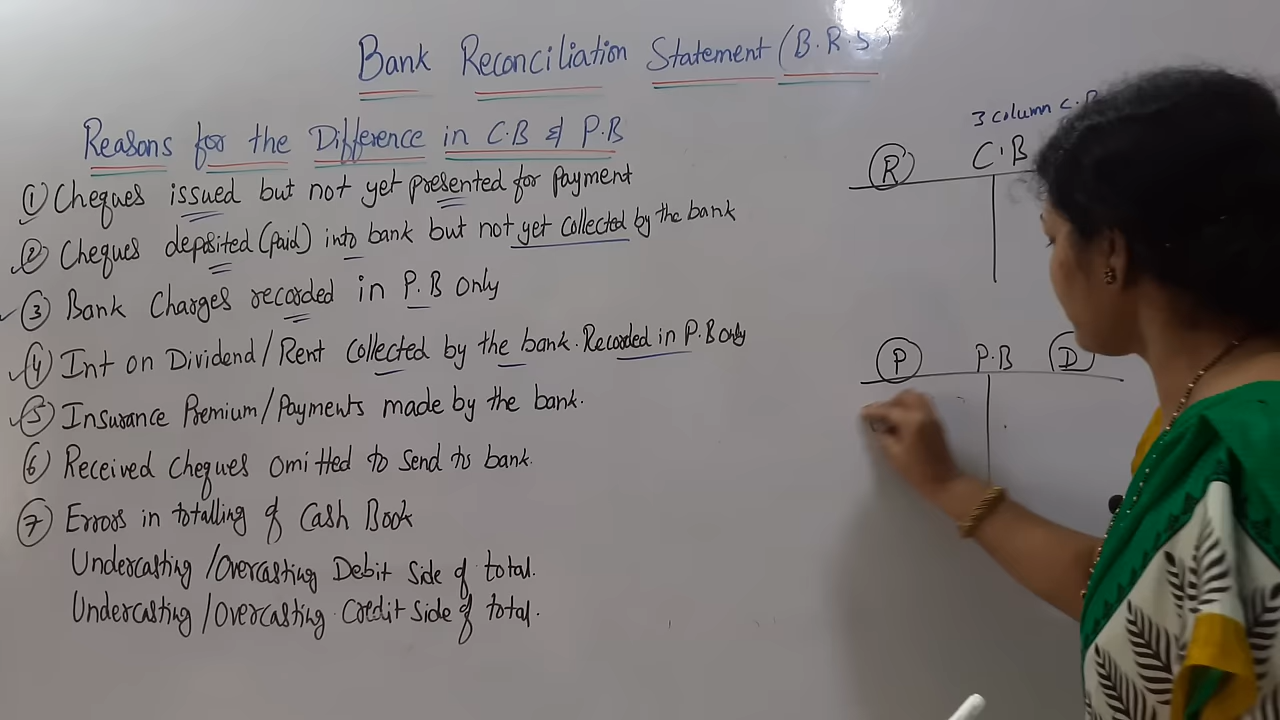 Bank Reconciliation Statement (B.R.S.)
Reasons for the Difference in C.B & P.B
① Cheques issued but not yet presented for payment
② Cheques deposited (paid) into bank but not yet collected by the bank
③ Bank Charges recorded in P.B only
④ Int on Dividend/Rent Collected by the bank. Recorded in P.B only
⑤ Insurance Premium/Payments made by the bank.
⑥ Received cheques omitted to send to bank.
⑦ Errors in totalling of Cash Book
Undercasting/Overcasting Debit Side of total.
Undercasting/Overcasting Credit Side of total.
3 column C.B
R C.B
P P.B D